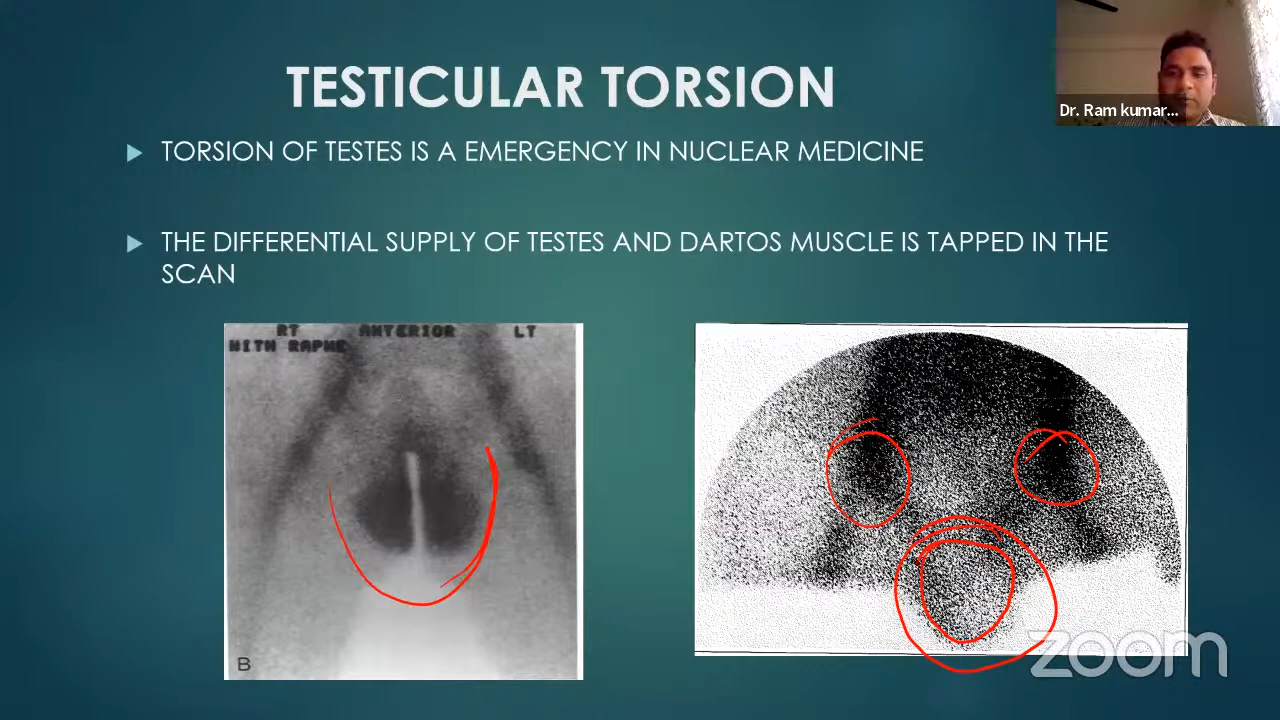 TESTICULAR TORSION
Dr. Ram kumar...
TORSION OF TESTES IS A EMERGENCY IN NUCLEAR MEDICINE
THE DIFFERENTIAL SUPPLY OF TESTES AND DARTOS MUSCLE IS TAPPED IN THE
SCAN
RT ANTERIOR LT
WITH RAPHE
B
zoom